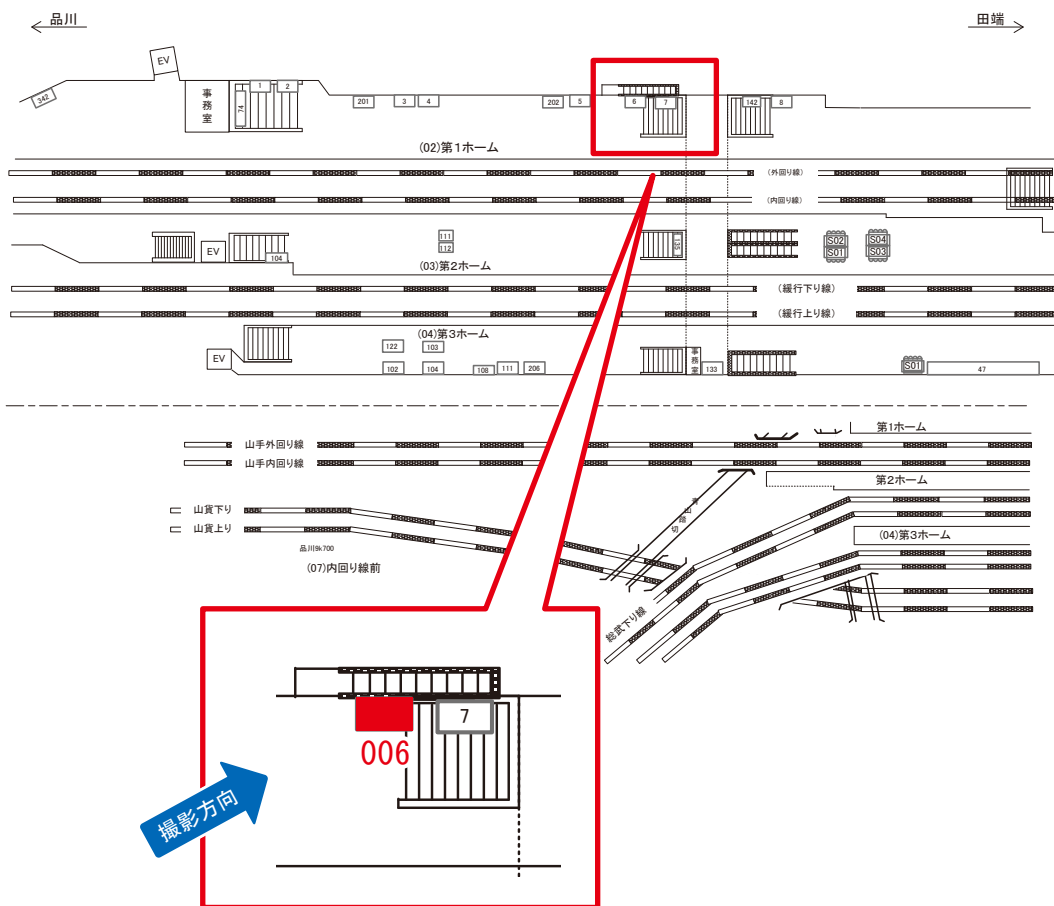 品川
田端
EV
342
事務室
74
1
2
201
3
4
202
5
6
7
142
8
(02)第1ホーム
(外回り線)
(内回り線)
EV
104
111
112
135
S02
S01
S04
S03
(03)第2ホーム
(緩行下り線)
(緩行上り線)
(04)第3ホーム
EV
122
103
102
104
108
111
206
事務室
133
S01
47
第1ホーム
山手外回り線
山手内回り線
第2ホーム
山貨下り
山貨上り
青山踏切
(04)第3ホーム
品川9k700
(07)内回り線前
総武下り線
7
006
撮影方向